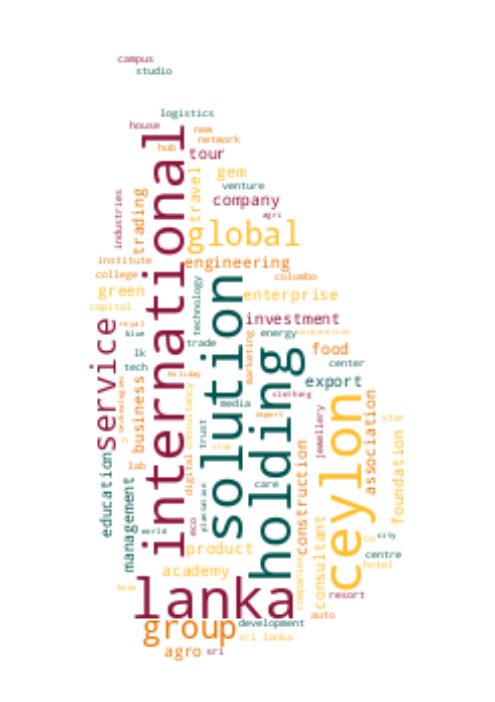 campus
studio
logistics
house
new
network
hub
tour
international
industries
trading
travel
gem
venture
company
agri
global
institute
engineering
college
colombo
green
technology
enterprise
capital
solution
service
royal
blue
investment
energy
corporation
trade
marketing
holding
lk
food
tech
holiday
center
export
business
consultancy
clothing
media
import
jewellery
ceylon
association
star
trust
club
foundation
education
lab
digital
construction
management
plantation
care
eco
world
product
consultant
city
co
centre
hotel
academy
companies
home
lanka
resort
auto
group
development
sri lanka
agro
sri